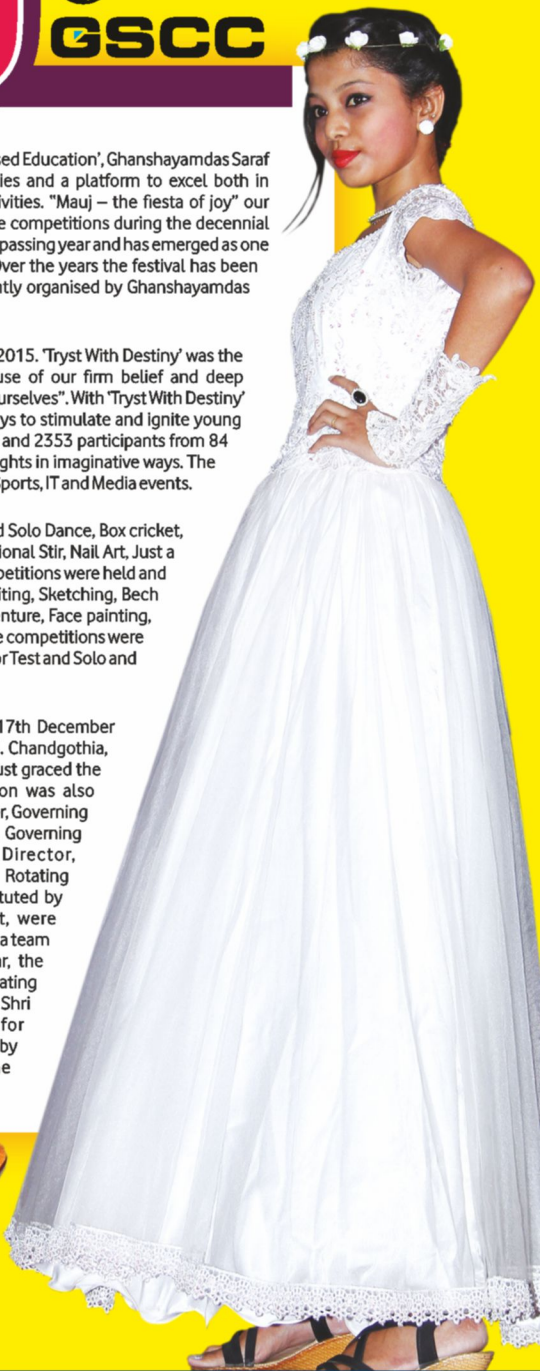 GSCC
sed Education', Ghanshayamdas Saraf
ies and a platform to excel both in
ivities. "Mauj – the fiesta of joy" our
e competitions during the decennial
passing year and has emerged as one
Over the years the festival has been
ntly organised by Ghanshayamdas
2015. 'Tryst With Destiny' was the
use of our firm belief and deep
urselves". With 'Tryst With Destiny'
ys to stimulate and ignite young
and 2353 participants from 84
ghts in imaginative ways. The
Sports, IT and Media events.
d Solo Dance, Box cricket,
ional Stir, Nail Art, Just a
petitions were held and
iting, Sketching, Bech
nture, Face painting,
e competitions were
or Test and Solo and
17th December
. Chandgothia,
ust graced the
on was also
r, Governing
Governing
Director,
Rotating
tuted by
t, were
a team
ar, the
ating
Shri
for
by
e